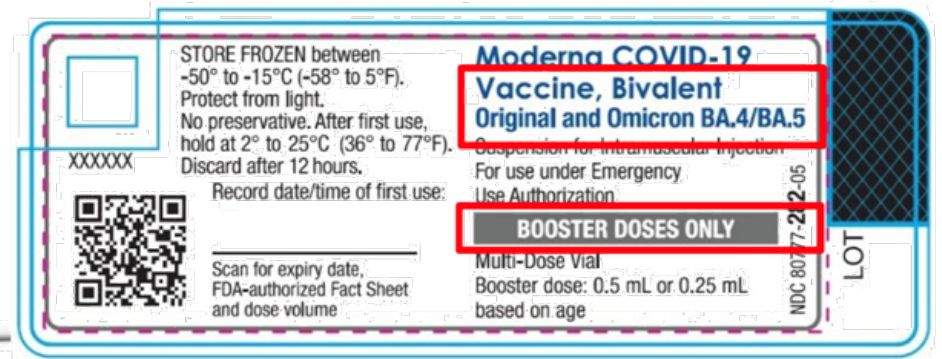 STORE FROZEN between
-50° to -15°C (-58° to 5°F).
Protect from light.
No preservative. After first use,
hold at 2° to 25°C (36° to 77°F).
Discard after 12 hours.
Record date/time of first use:
XXXXXX
Scan for expiry date,
FDA-authorized Fact Sheet
and dose volume
Moderna COVID-19
Vaccine, Bivalent
Original and Omicron BA.4/BA.5
Suspension for Intramuscular Injection
For use under Emergency
Use Authorization
BOOSTER DOSES ONLY
Multi-Dose Vial
Booster dose: 0.5 mL or 0.25 mL
based on age
NDC 80777-282-05
LOT